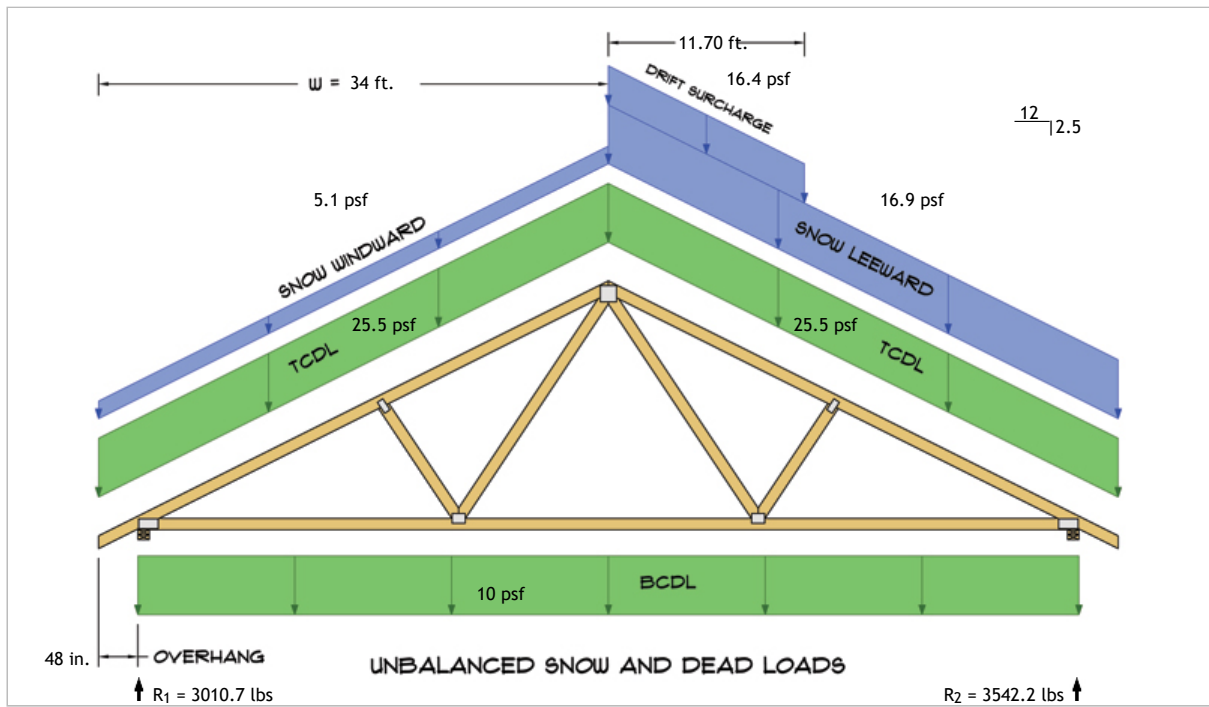 11.70 ft.
W = 34 ft.
DRIFT SURCHARGE
16.4 psf
12
2.5
5.1 psf
16.9 psf
SNOW WINDWARD
SNOW LEEWARD
25.5 psf
25.5 psf
TCDL
TCDL
10 psf
BCDL
48 in.
OVERHANG
UNBALANCED SNOW AND DEAD LOADS
R1 = 3010.7 lbs
R2 = 3542.2 lbs